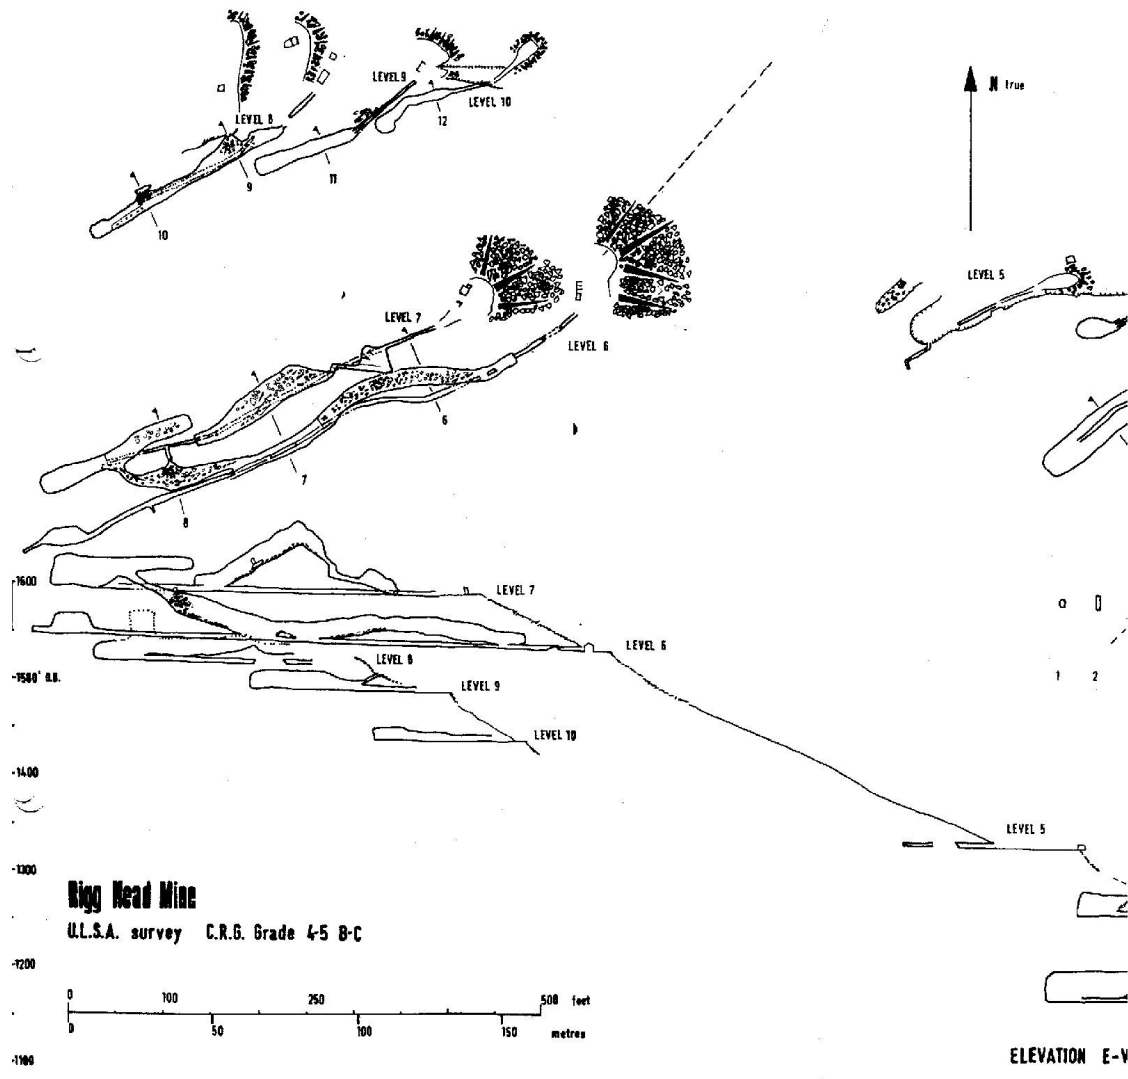 LEVEL 9
LEVEL 10
LEVEL 8
12
11
9
10
N true
LEVEL 5
LEVEL 7
LEVEL 6
6
7
8
-1600
LEVEL 7
LEVEL 6
LEVEL 8
LEVEL 9
LEVEL 10
1 2
-1400
LEVEL 5
-1300
Rigg Head Mine
U.L.S.A. survey C.R.G. Grade 4-5 B-C
-1200
0 100 250 500 feet
0 50 100 150 metres
-1100
ELEVATION E-